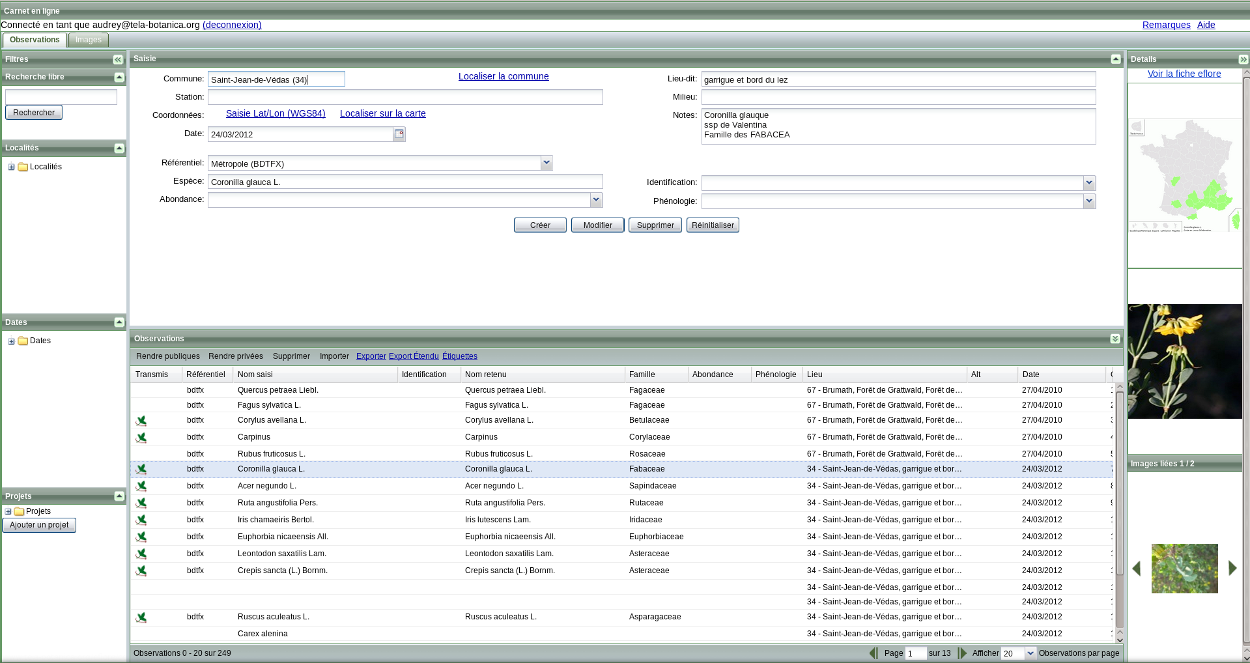 Carnet en ligne
Connecté en tant que audrey@tela-botanica.org (deconnexion) Remarques Aide
Observations Images
Filtres
Recherche libre
Rechercher
Localités
Localités
Dates
Dates
Projets
Projets
Ajouter un projet
Saisie
Commune: Saint-Jean-de-Védas (34) Localiser la commune Lieu-dit: garrigue et bord du lez
Station: Milieu:
Coordonnées: Saisie Lat/Lon (WGS84) Localiser sur la carte Notes: Coronilla glauque
ssp de Valentina
Famille des FABACEA
Date: 24/03/2012
Référentiel: Métropole (BDTFX)
Espèce: Coronilla glauca L. Identification:
Abondance: Phénologie:
Créer Modifier Supprimer Réinitialiser
Observations
Rendre publiques Rendre privées Supprimer Importer Exporter Export Étendu Étiquettes
Transmis Référentiel Nom saisi Identification Nom retenu Famille Abondance Phénologie Lieu Alt Date
bdtfx Quercus petraea Liebl. Quercus petraea Liebl. Fagaceae 67 - Brumath, Forêt de Grattwald, Forêt de... 27/04/2010
bdtfx Fagus sylvatica L. Fagus sylvatica L. Fagaceae 67 - Brumath, Forêt de Grattwald, Forêt de... 27/04/2010
bdtfx Corylus avellana L. Corylus avellana L. Betulaceae 67 - Brumath, Forêt de Grattwald, Forêt de... 27/04/2010
bdtfx Carpinus Carpinus Corylaceae 67 - Brumath, Forêt de Grattwald, Forêt de... 27/04/2010
bdtfx Rubus fruticosus L. Rubus fruticosus L. Rosaceae 67 - Brumath, Forêt de Grattwald, Forêt de... 27/04/2010
bdtfx Coronilla glauca L. Coronilla glauca L. Fabaceae 34 - Saint-Jean-de-Védas, garrigue et bor... 24/03/2012
bdtfx Acer negundo L. Acer negundo L. Sapindaceae 34 - Saint-Jean-de-Védas, garrigue et bor... 24/03/2012
bdtfx Ruta angustifolia Pers. Ruta angustifolia Pers. Rutaceae 34 - Saint-Jean-de-Védas, garrigue et bor... 24/03/2012
bdtfx Iris chamaeiris Bertol. Iris lutescens Lam. Iridaceae 34 - Saint-Jean-de-Védas, garrigue et bor... 24/03/2012
bdtfx Euphorbia nicaeensis All. Euphorbia nicaeensis All. Euphorbiaceae 34 - Saint-Jean-de-Védas, garrigue et bor... 24/03/2012
bdtfx Leontodon saxatilis Lam. Leontodon saxatilis Lam. Asteraceae 34 - Saint-Jean-de-Védas, garrigue et bor... 24/03/2012
bdtfx Crepis sancta (L.) Bornm. Crepis sancta (L.) Bornm. Asteraceae 34 - Saint-Jean-de-Védas, garrigue et bor... 24/03/2012
34 - Saint-Jean-de-Védas, garrigue et bor... 24/03/2012
34 - Saint-Jean-de-Védas, garrigue et bor... 24/03/2012
bdtfx Ruscus aculeatus L. Ruscus aculeatus L. Asparagaceae 34 - Saint-Jean-de-Védas, garrigue et bor... 24/03/2012
Carex alenina 34 - Saint-Jean-de-Védas, garrigue et bor... 24/03/2012
Observations 0 - 20 sur 249 Page 1 sur 13 Afficher 20 Observations par page
Details
Voir la fiche eflore
Images liées 1 / 2